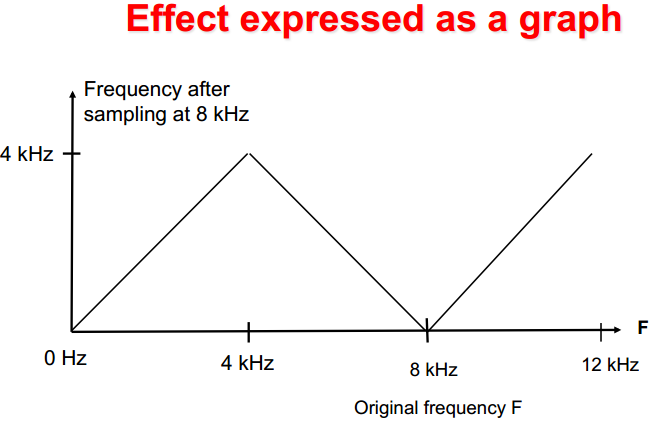 Effect expressed as a graph
Frequency after
sampling at 8 kHz
4 kHz
F
0 Hz
4 kHz
8 kHz
12 kHz
Original frequency F